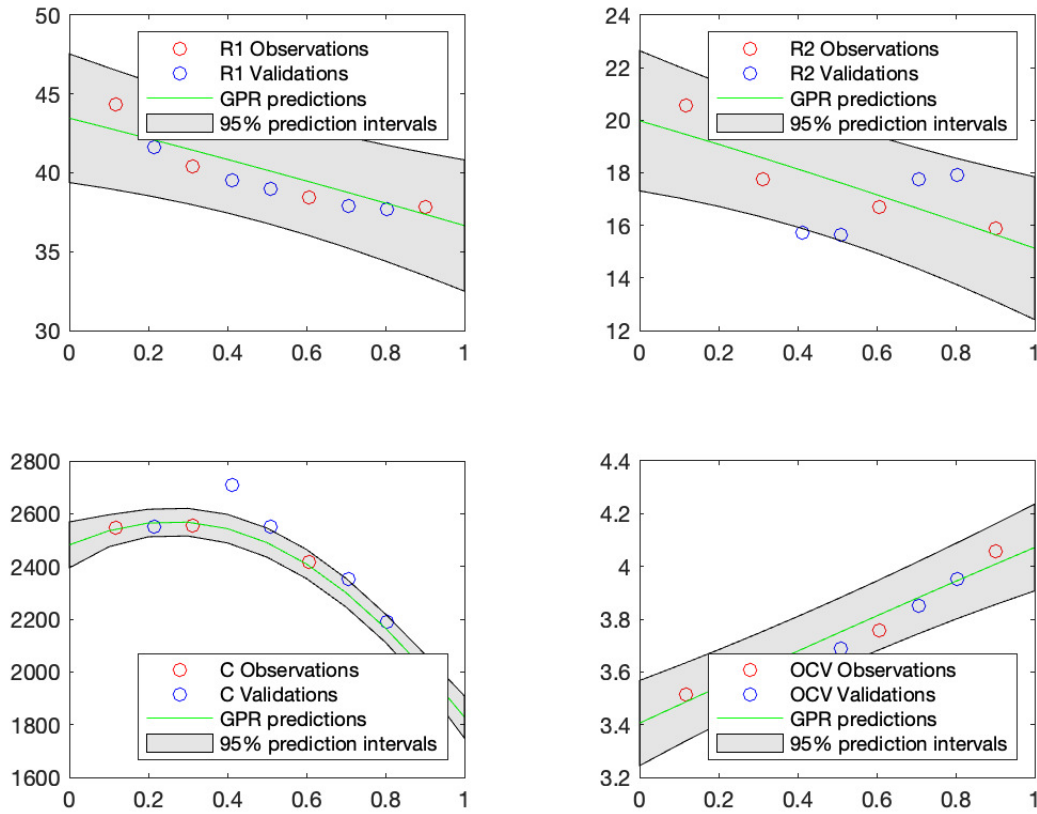 50
45
40
35
30
0 0.2 0.4 0.6 0.8 1
R1 Observations
R1 Validations
GPR predictions
95% prediction intervals
24
22
20
18
16
14
12
0 0.2 0.4 0.6 0.8 1
R2 Observations
R2 Validations
GPR predictions
95% prediction intervals
2800
2600
2400
2200
2000
1800
1600
0 0.2 0.4 0.6 0.8 1
C Observations
C Validations
GPR predictions
95% prediction intervals
4.4
4.2
4
3.8
3.6
3.4
3.2
0 0.2 0.4 0.6 0.8 1
OCV Observations
OCV Validations
GPR predictions
95% prediction intervals